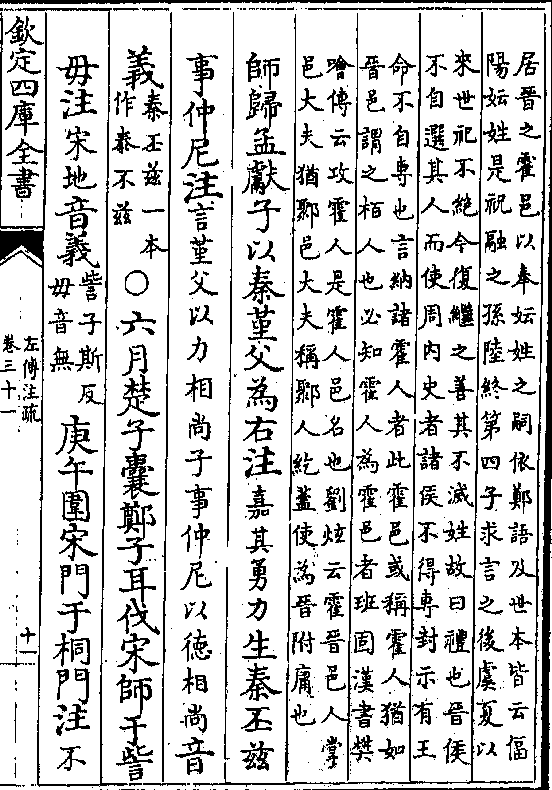 居晉之霍邑以奉妘姓之嗣依鄭語及世本皆云偪
陽妘姓是祝融之孫陸終第四子求言之後虞夏以
來世祀不絶今復繼之善其不滅姓故曰禮也晉侯
不自選其人而使周内史者諸侯不得専封示有王
命不自専也言納諸霍人者此霍邑或稱霍人猶如
晉邑謂之栢人也必知霍人為霍邑者班固漢書樊
噲傳云攻霍人是霍人邑名也劉炫云霍晉邑人掌
邑大夫猶鄹邑大夫稱鄹人紇蓋使為晉附庸也
師歸孟獻子以秦堇父為右注嘉其勇力生秦丕兹
事仲尼注言堇父以力相尚子事仲尼以德相尚音
義秦丕兹一本
作秦不兹
○六月楚子囊鄭子耳伐宋師于訾
毋注宋地音義訾子斯反
毋音無
庚午圍宋門于桐門注不
欽定四庫全書
左傳注疏
卷三十一
十一